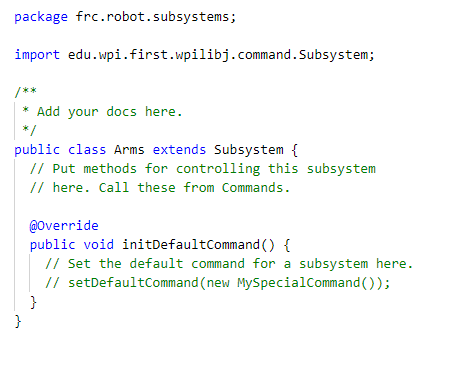 package frc.robot.subsystems;
import edu.wpi.first.wpilibj.command.Subsystem;
/**
* Add your docs here.
*/
public class Arms extends Subsystem {
// Put methods for controlling this subsystem
// here. Call these from Commands.
@Override
public void initDefaultCommand() {
// Set the default command for a subsystem here.
// setDefaultCommand(new MySpecialCommand());
}
}